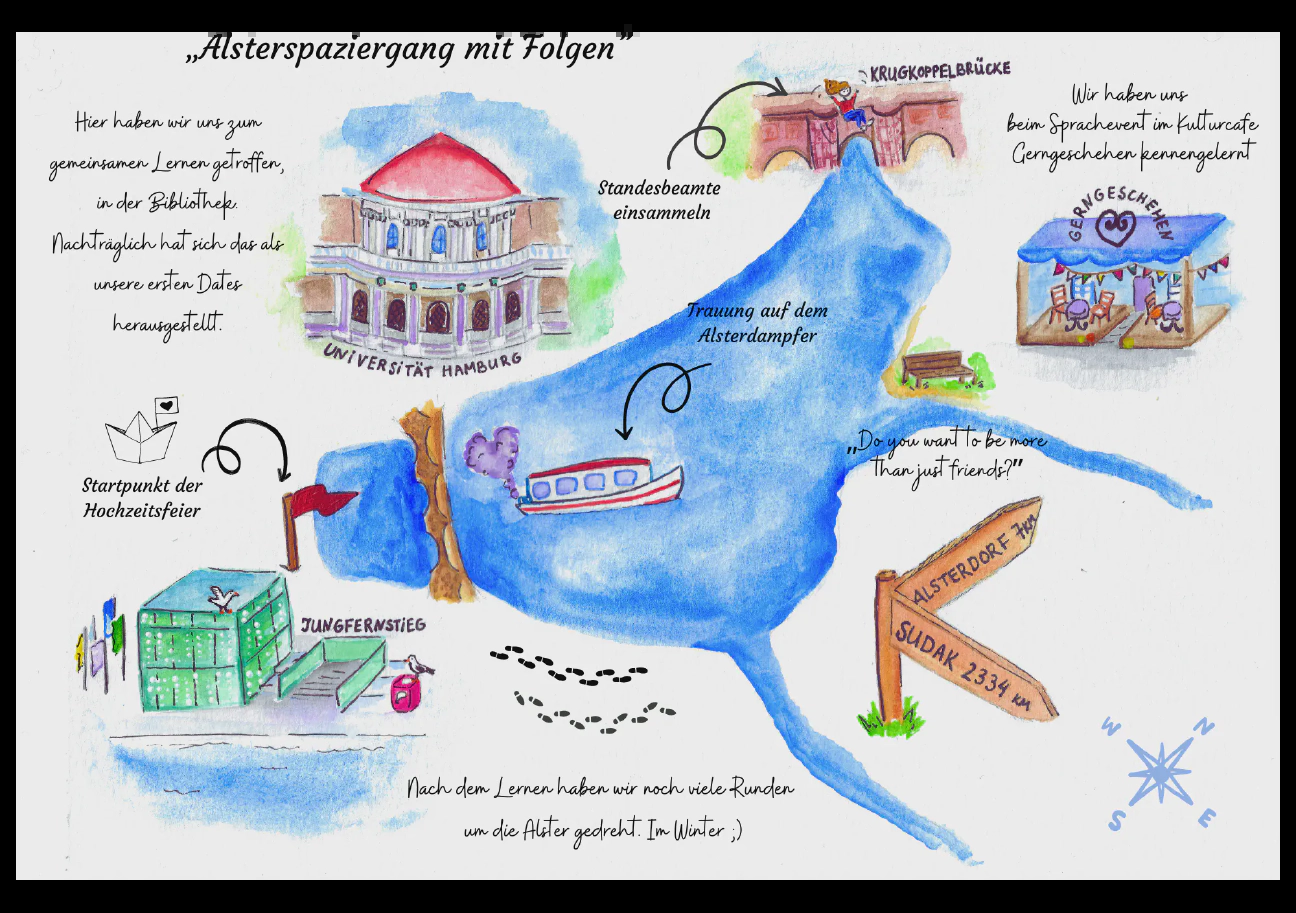 „Alsterspaziergang mit Folgen”
Hier haben wir uns zum
gemeinsamen Lernen getroffen,
in der Bibliothek.
Nachträglich hat sich das als
unsere ersten Dates
herausgestellt.
UNIVERSITÄT HAMBURG
Standesbeamte
einsammeln
KRUGKOPPELBRÜCKE
Wir haben uns
beim Sprachevent im Kulturcafe
Gerngeschehen kennengelernt
GERNGESCHEHEN
Trauung auf dem
Alsterdampfer
Startpunkt der
Hochzeitsfeier
„Do you want to be more
than just friends?”
ALSTERDORF 7KM
SUDAK 2334 KM
JUNGFERNSTIEG
Nach dem Lernen haben wir noch viele Runden
um die Alster gedreht. Im Winter ;)
W N
S E